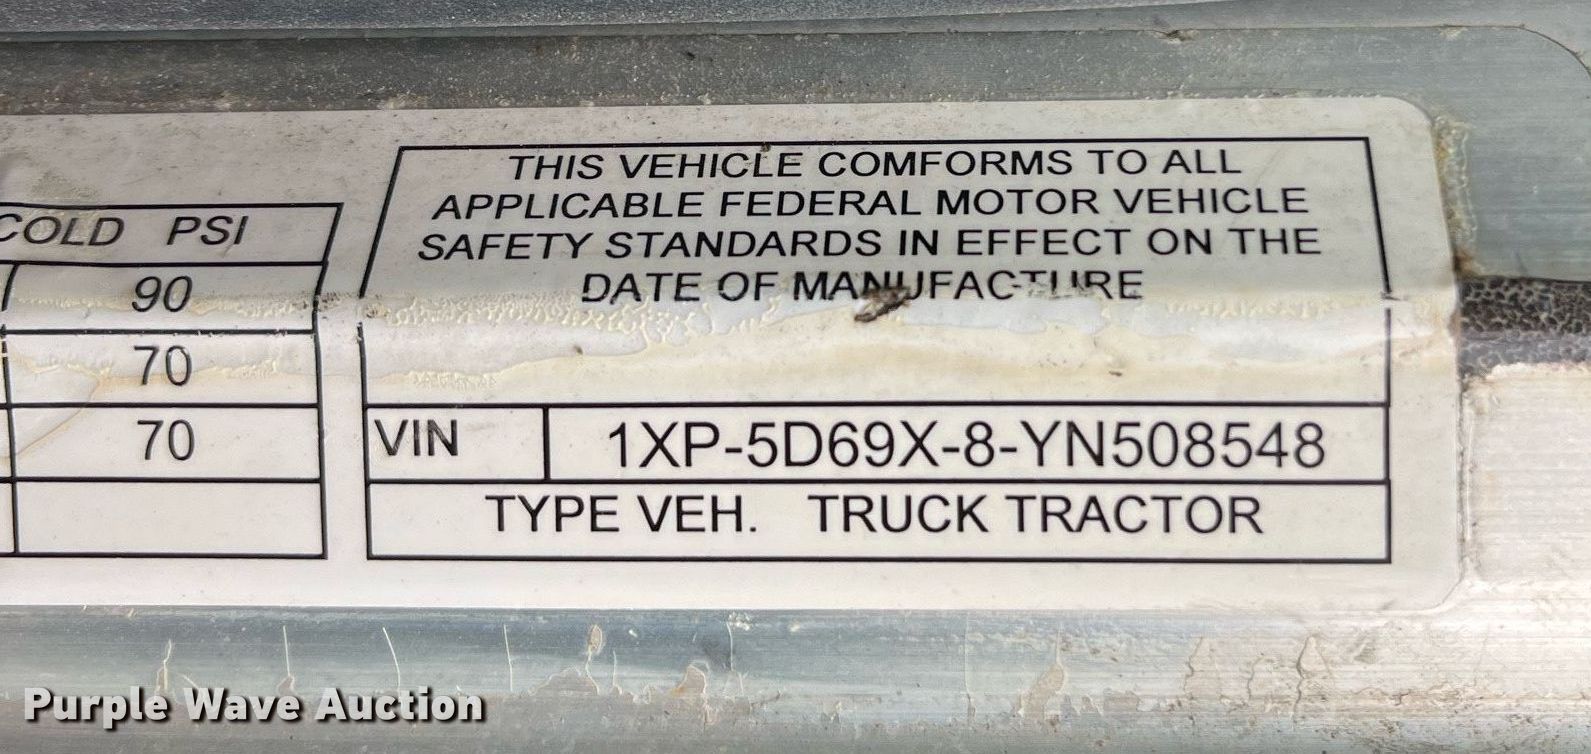 THIS VEHICLE COMFORMS TO ALL
APPLICABLE FEDERAL MOTOR VEHICLE
SAFETY STANDARDS IN EFFECT ON THE
DATE OF MANUFACTURE
COLD PSI
90
70
70
VIN 1XP-5D69X-8-YN508548
TYPE VEH. TRUCK TRACTOR
Purple Wave Auction